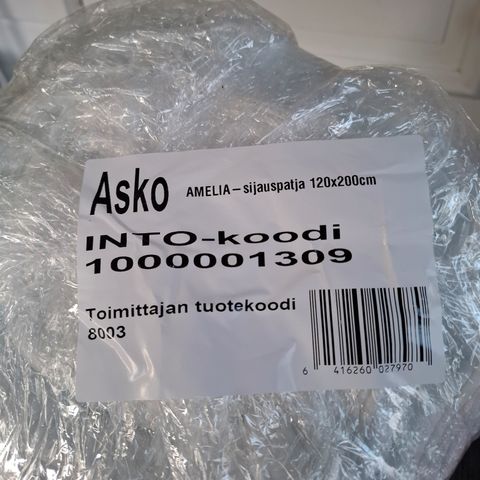 Asko AMELIA – sijauspatja 120x200cm
INTO-koodi
1000001309
Toimittajan tuotekoodi
8003
6 416260 027970